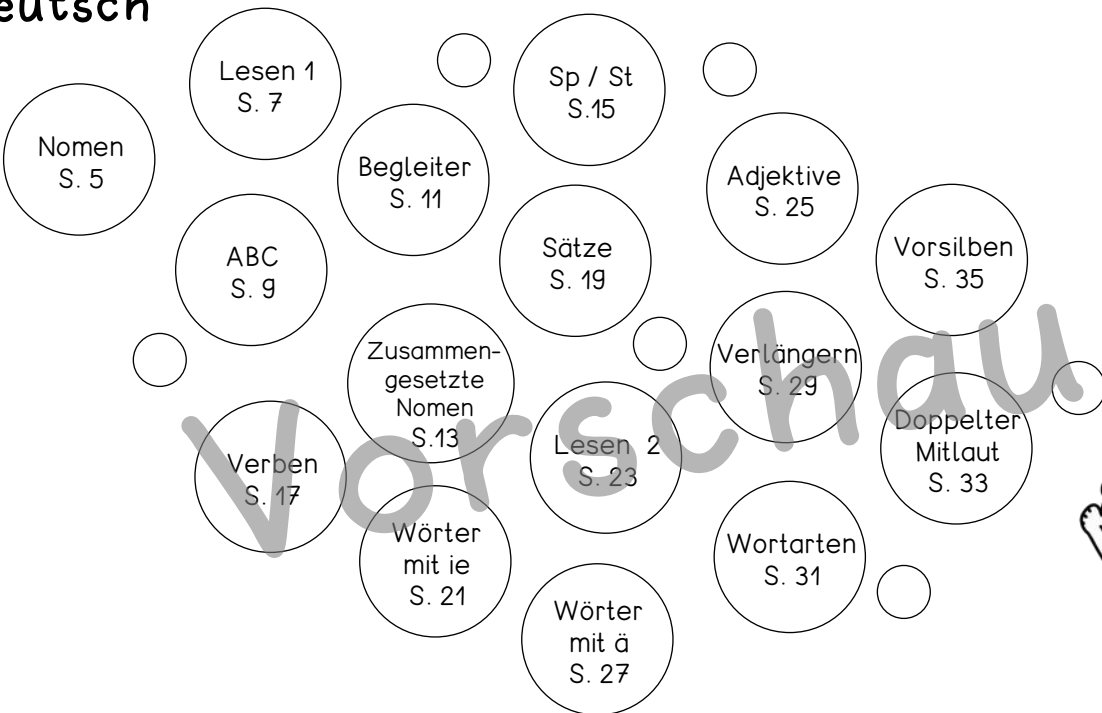 eutsch
Nomen
S. 5
Lesen 1
S. 7
ABC
S. 9
Begleiter
S. 11
Zusammen-
gesetzte
Nomen
S.13
Sp / St
S.15
Verben
S. 17
Sätze
S. 19
Wörter
mit ie
S. 21
Lesen 2
S. 23
Adjektive
S. 25
Wörter
mit ä
S. 27
Verlängern
S. 29
Wortarten
S. 31
Doppelter
Mitlaut
S. 33
Vorsilben
S. 35
Vorschau